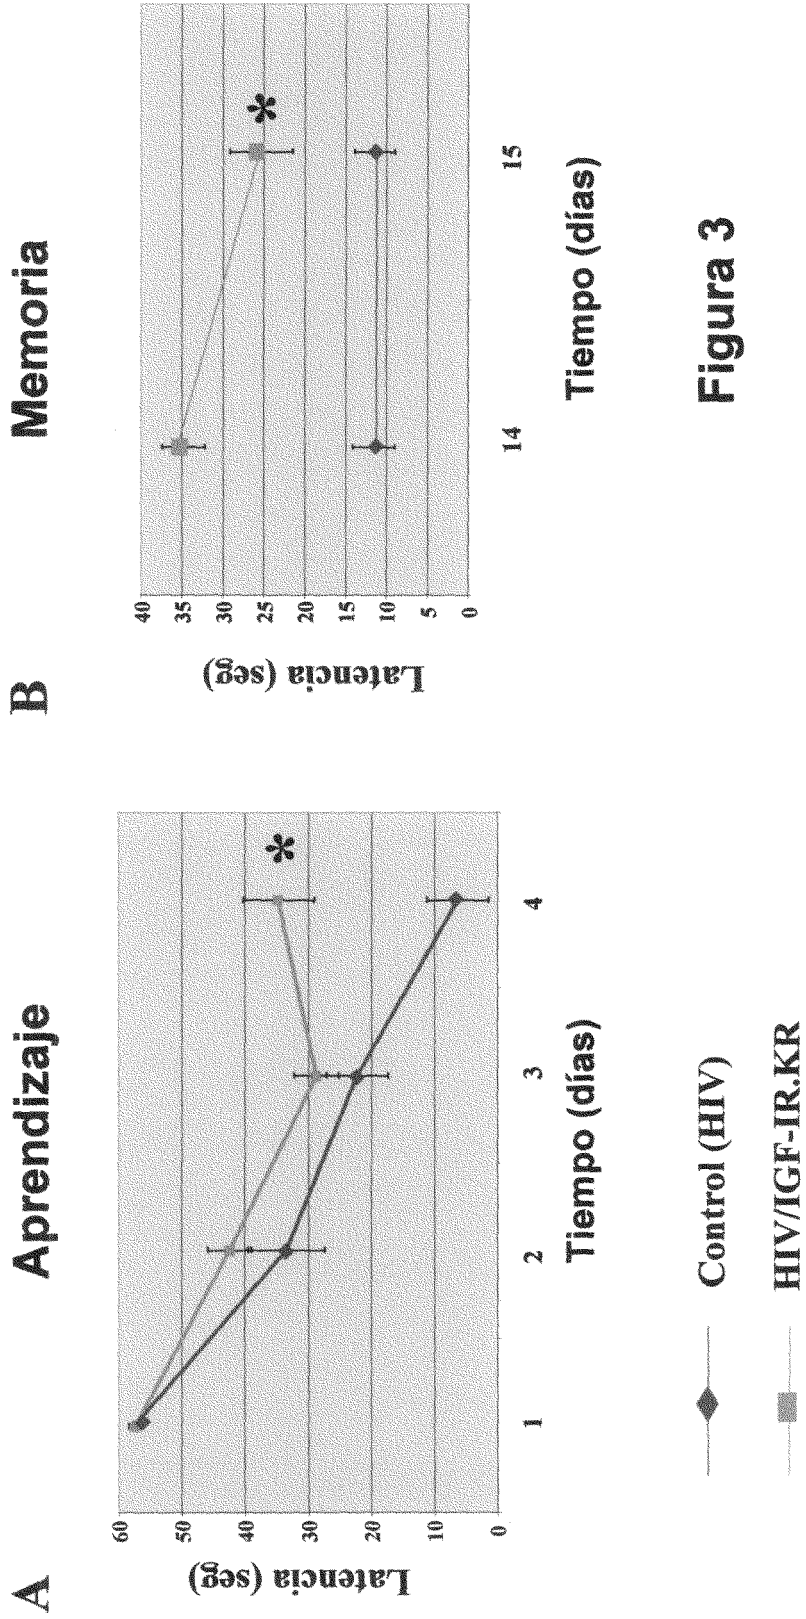 A
Aprendizaje
Latencia (seg)
60
50
40
30
20
10
0
*
1 2 3 4
Tiempo (días)
B
Memoria
Latencia (seg)
40
35
30
25
20
15
10
5
0
*
14 15
Tiempo (días)
Control (HIV)
HIV/IGF-IR.KR
Figura 3